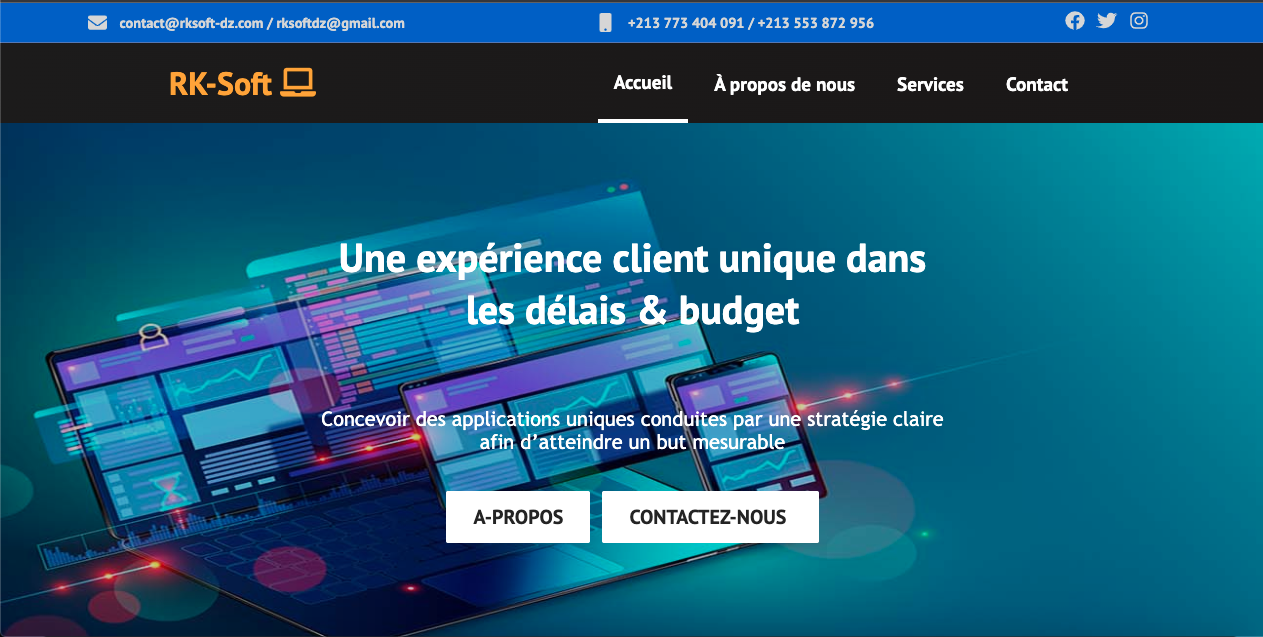 contact@rksoft-dz.com / rksoftdz@gmail.com
+213 773 404 091 / +213 553 872 956
RK-Soft
Accueil
À propos de nous
Services
Contact
Une expérience client unique dans
les délais & budget
Concevoir des applications uniques conduites par une stratégie claire
afin d’atteindre un but mesurable
A-PROPOS
CONTACTEZ-NOUS